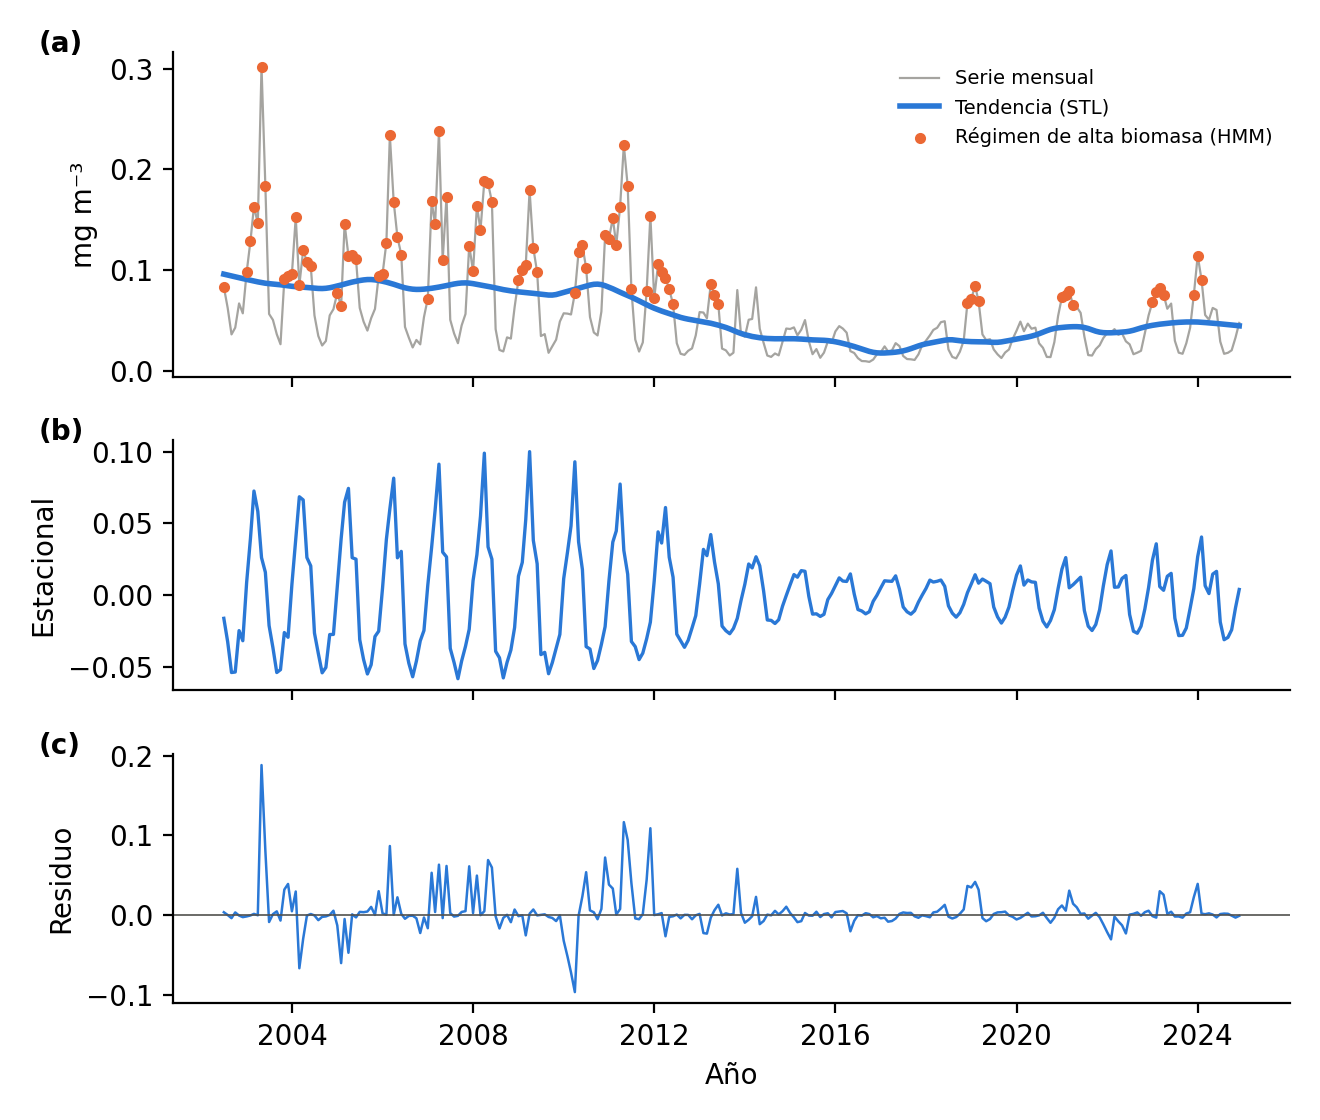 (a)
0.3
0.2
0.1
0.0
mg m⁻³
Serie mensual
Tendencia (STL)
Régimen de alta biomasa (HMM)
(b)
0.10
0.05
0.00
−0.05
Estacional
(c)
0.2
0.1
0.0
−0.1
Residuo
2004 2008 2012 2016 2020 2024
Año